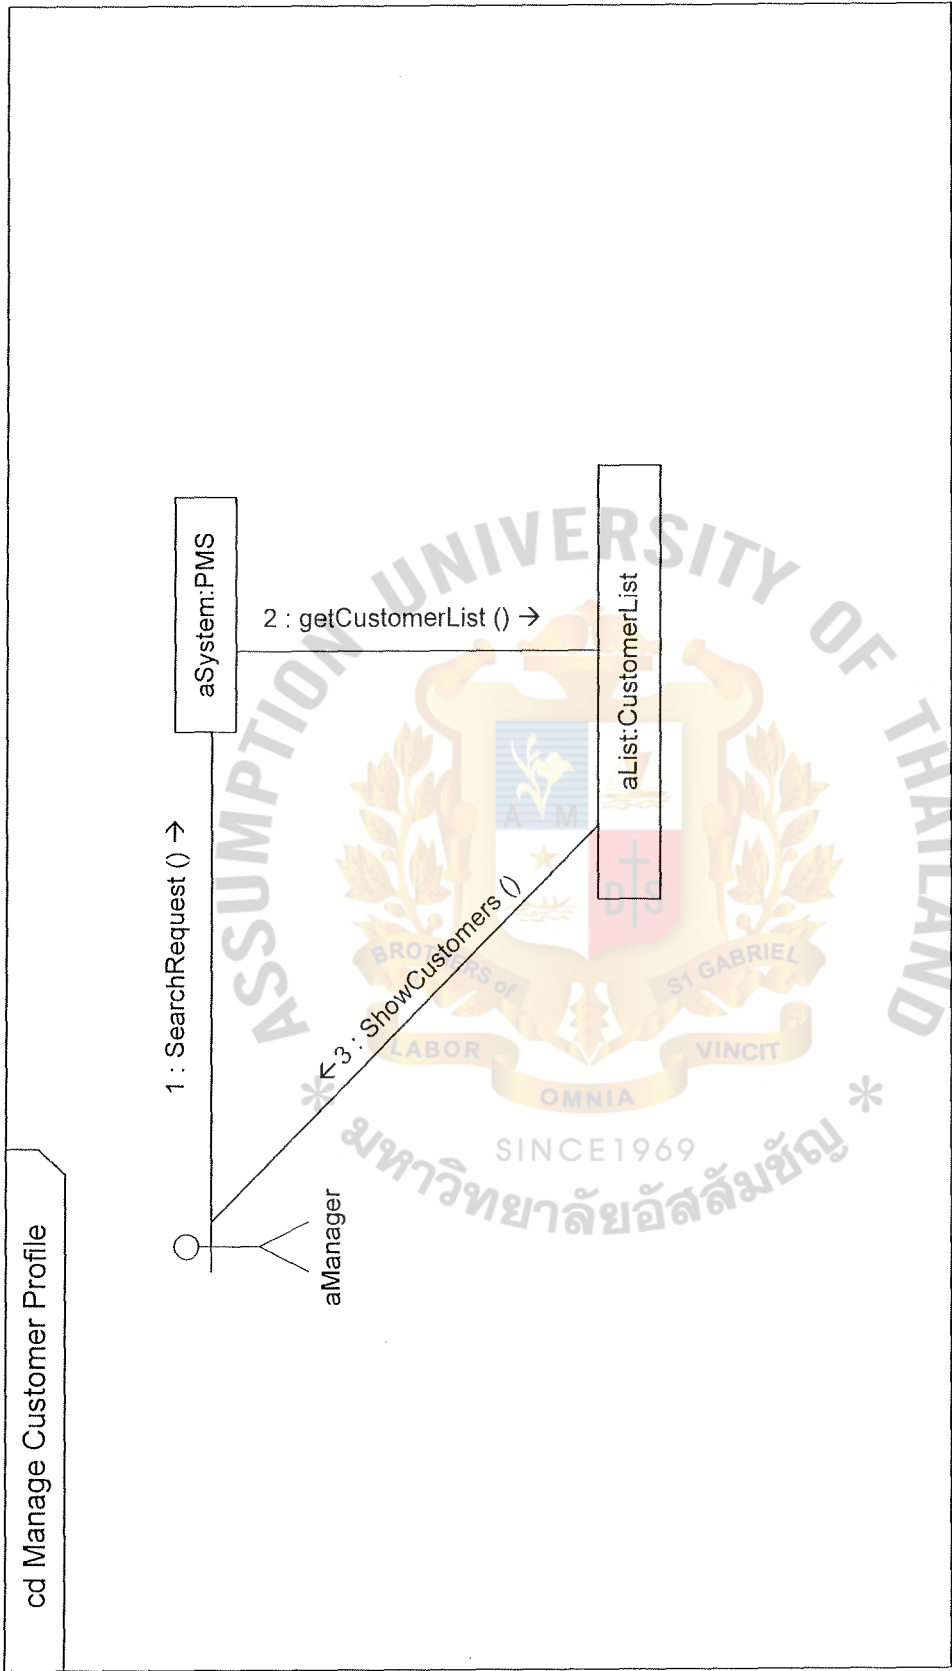 cd Manage Customer Profile
1 : SearchRequest () →
aSystem:PMS
2 : getCustomerList () →
aManager
←3 : ShowCustomers ()
aList:CustomerList
ASSUMPTION UNIVERSITY OF THAILAND
A M
D S
BROTHERS of
S1 GABRIEL
LABOR
OMNIA
VINCIT
SINCE1969
* มหาวิทยาลัยอัสสัมชัญ *